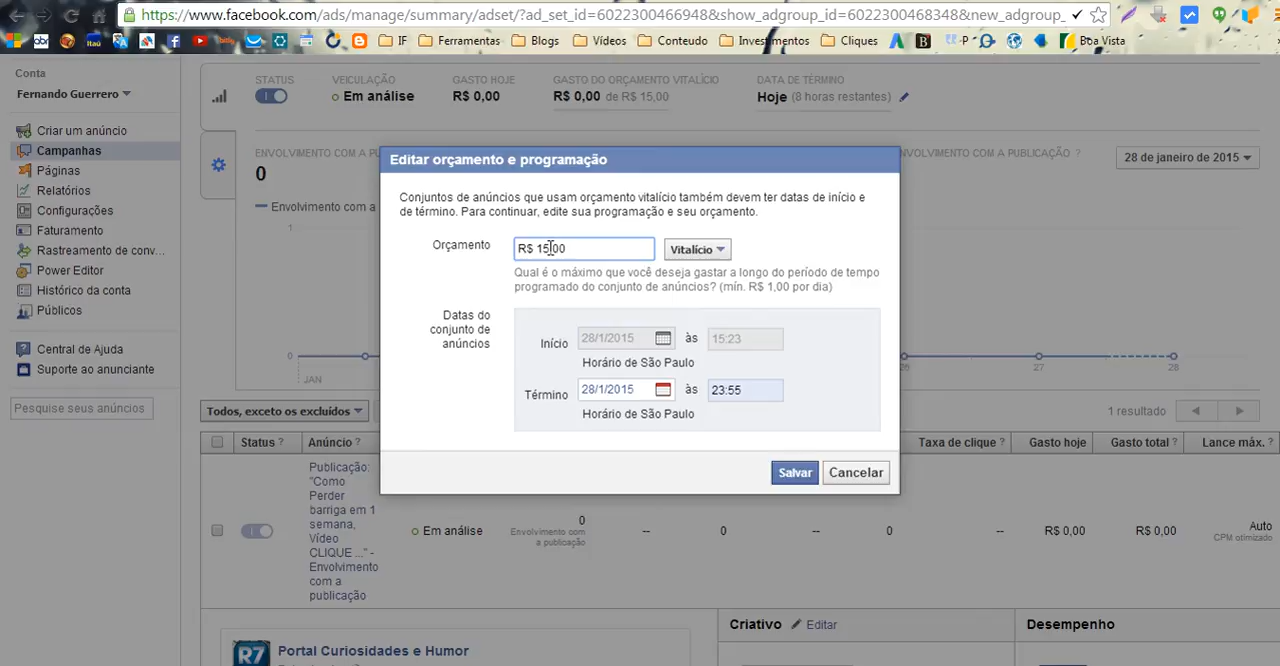 https://www.facebook.com/ads/manage/summary/adset/?ad_set_id=6022300466948&show_adgroup_id=6022300468348&new_adgroup_
abc
Itaú
bitly
IF
Ferramentas
Blogs
Vídeos
Conteudo
Investimentos
Cliques
B
-P
Boa Vista
Conta
Fernando Guerrero
Criar um anúncio
Campanhas
Páginas
Relatórios
Configurações
Faturamento
Rastreamento de conv...
Power Editor
Histórico da conta
Públicos
Central de Ajuda
Suporte ao anunciante
Pesquise seus anúncios
STATUS
VEICULAÇÃO
GASTO HOJE
GASTO DO ORÇAMENTO VITALÍCIO
DATA DE TÉRMINO
Em análise
R$ 0,00
R$ 0,00 de R$ 15,00
Hoje (8 horas restantes)
ENVOLVIMENTO COM A PU
NVOLVIMENTO COM A PUBLICAÇÃO ?
28 de janeiro de 2015
0
Envolvimento com a
1
0
JAN
26
27
28
Editar orçamento e programação
Conjuntos de anúncios que usam orçamento vitalício também devem ter datas de início e
de término. Para continuar, edite sua programação e seu orçamento.
Orçamento
R$ 15,00
Vitalício
Qual é o máximo que você deseja gastar a longo do período de tempo
programado do conjunto de anúncios? (mín. R$ 1,00 por dia)
Datas do
conjunto de
anúncios
Início
28/1/2015
às
15:23
Horário de São Paulo
Término
28/1/2015
às
23:55
Horário de São Paulo
Salvar
Cancelar
Todos, exceto os excluídos
1 resultado
Status ?
Anúncio ?
Taxa de clique ?
Gasto hoje
Gasto total ?
Lance máx. ?
Publicação:
"Como
Perder
barriga em 1
semana,
Vídeo
CLIQUE ..." -
Envolvimento
com a
publicação
Em análise
0
Envolvimento com
a publicação
--
0
--
0
--
R$ 0,00
R$ 0,00
Auto
CPM otimizado
R7
Portal Curiosidades e Humor
Criativo
Editar
Desempenho